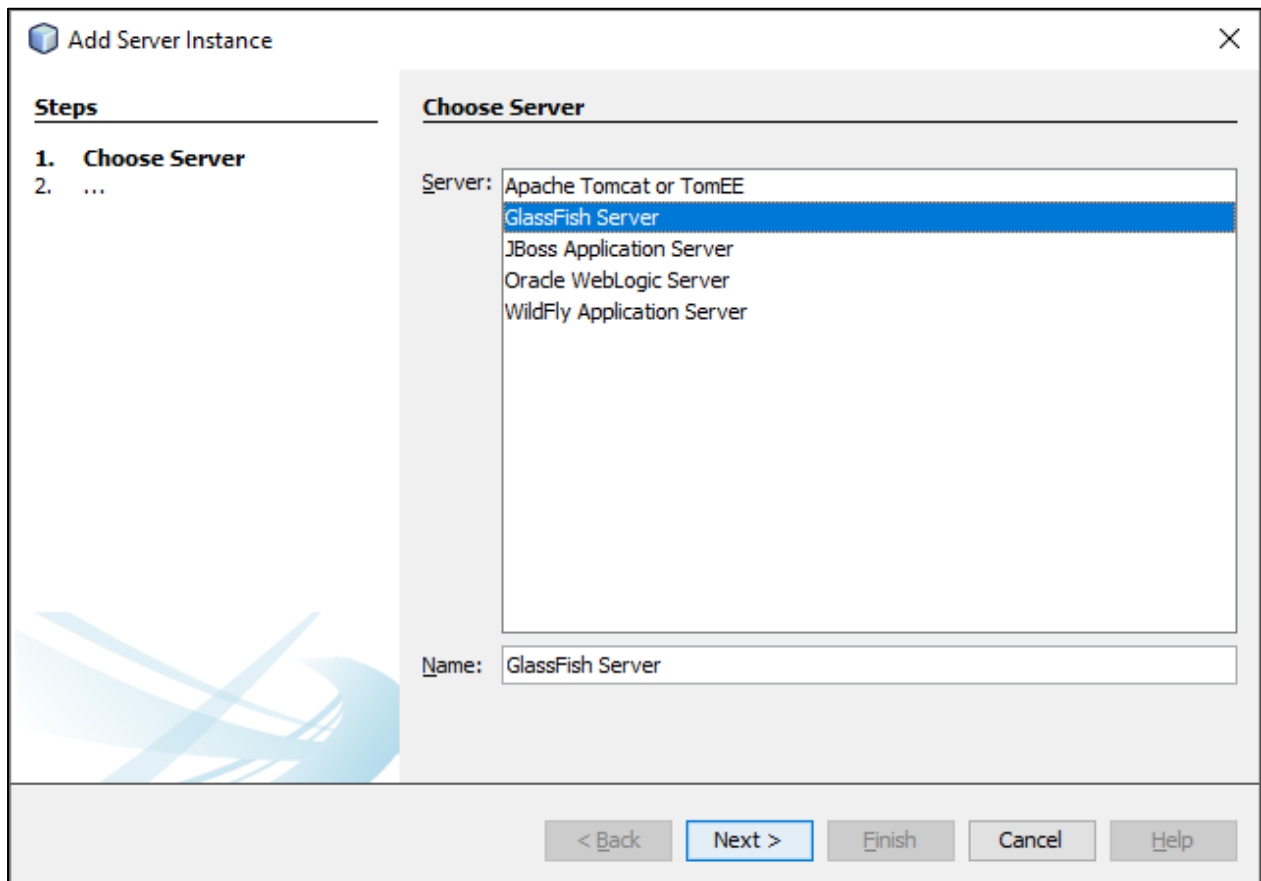 Add Server Instance
Steps
1. Choose Server
2. ...
Choose Server
Server:
Apache Tomcat or TomEE
GlassFish Server
JBoss Application Server
Oracle WebLogic Server
WildFly Application Server
Name: GlassFish Server
< Back Next > Finish Cancel Help